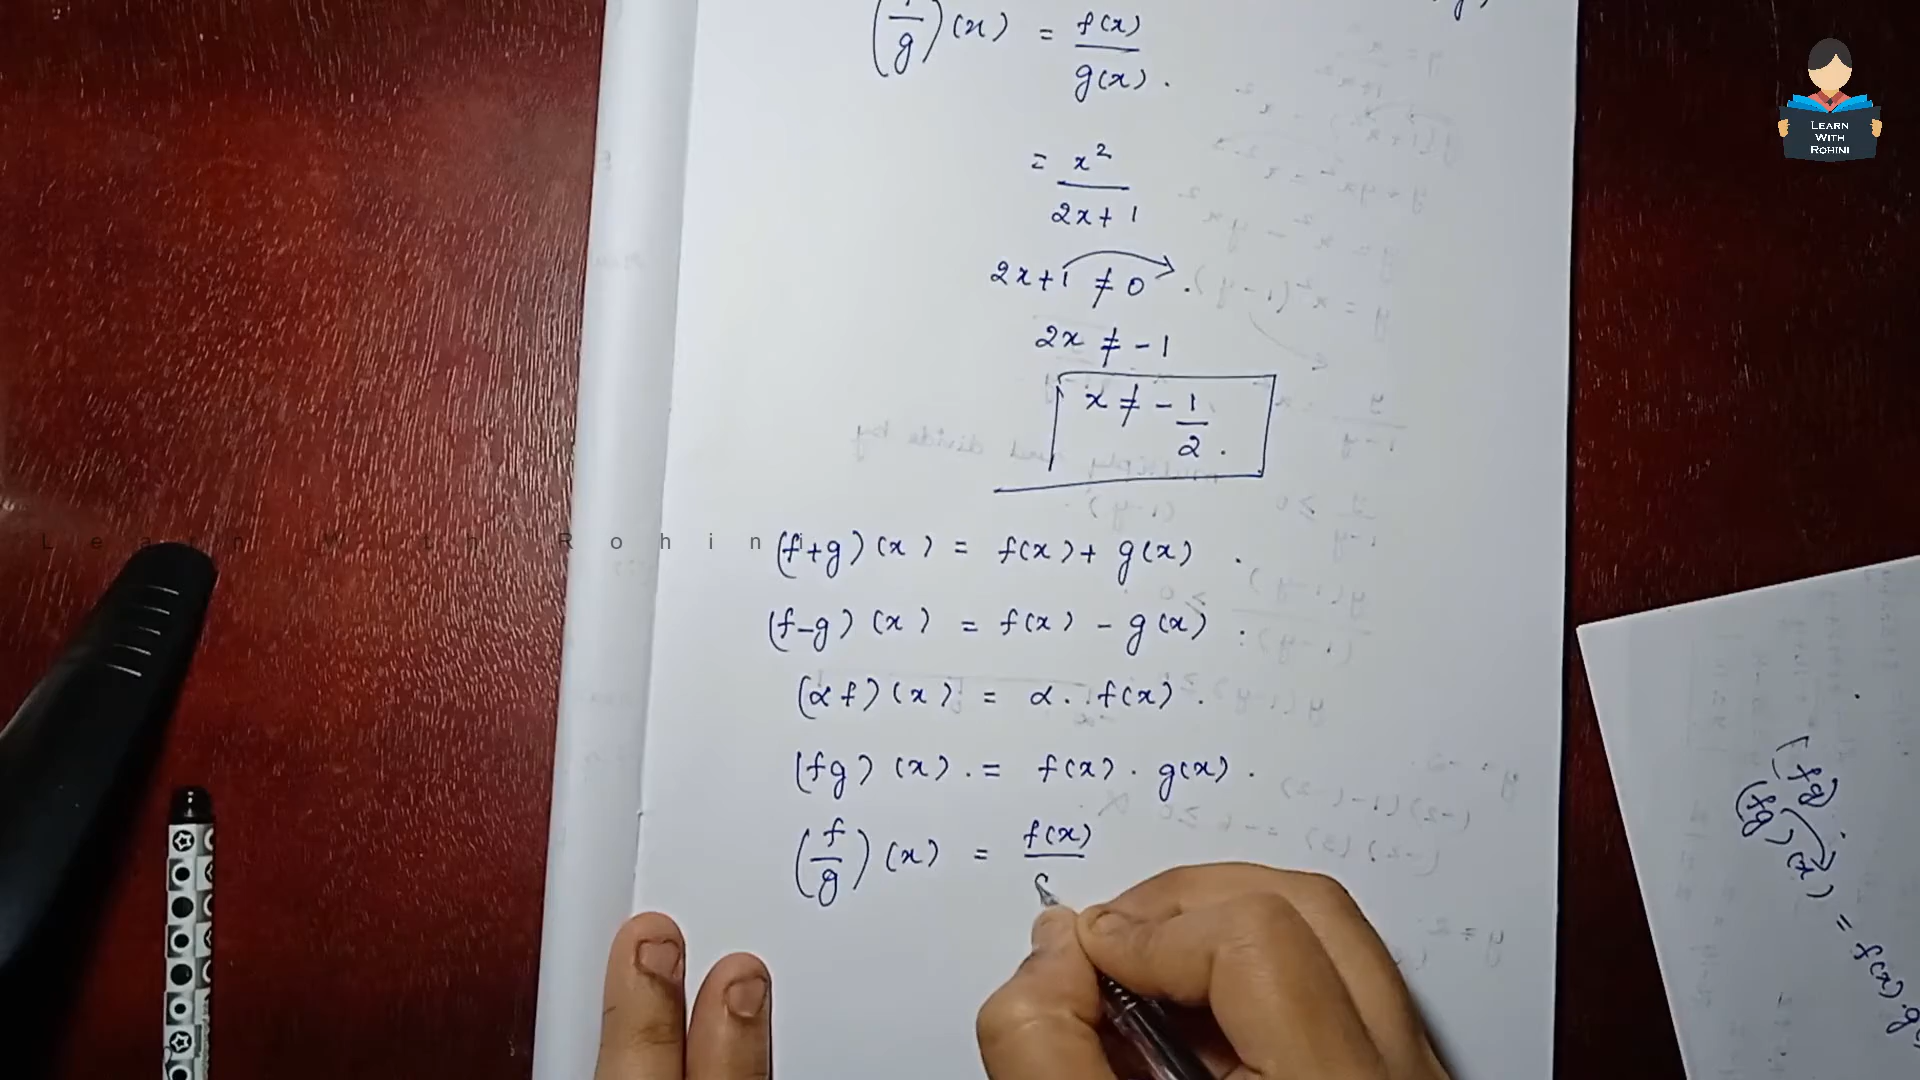 (f/g)(x) = f(x)/g(x).
= x²/2x+1
2x+1 ≠ 0.
2x ≠ -1
x ≠ -1/2.
(f+g)(x) = f(x)+g(x).
(f-g)(x) = f(x) - g(x).
(αf)(x) = α. f(x).
(fg)(x). = f(x). g(x).
(f/g)(x) = f(x)/
(fg)
(fg)(x) = f(x).g
LEARN
WITH
ROHINI
Learn With Rohini